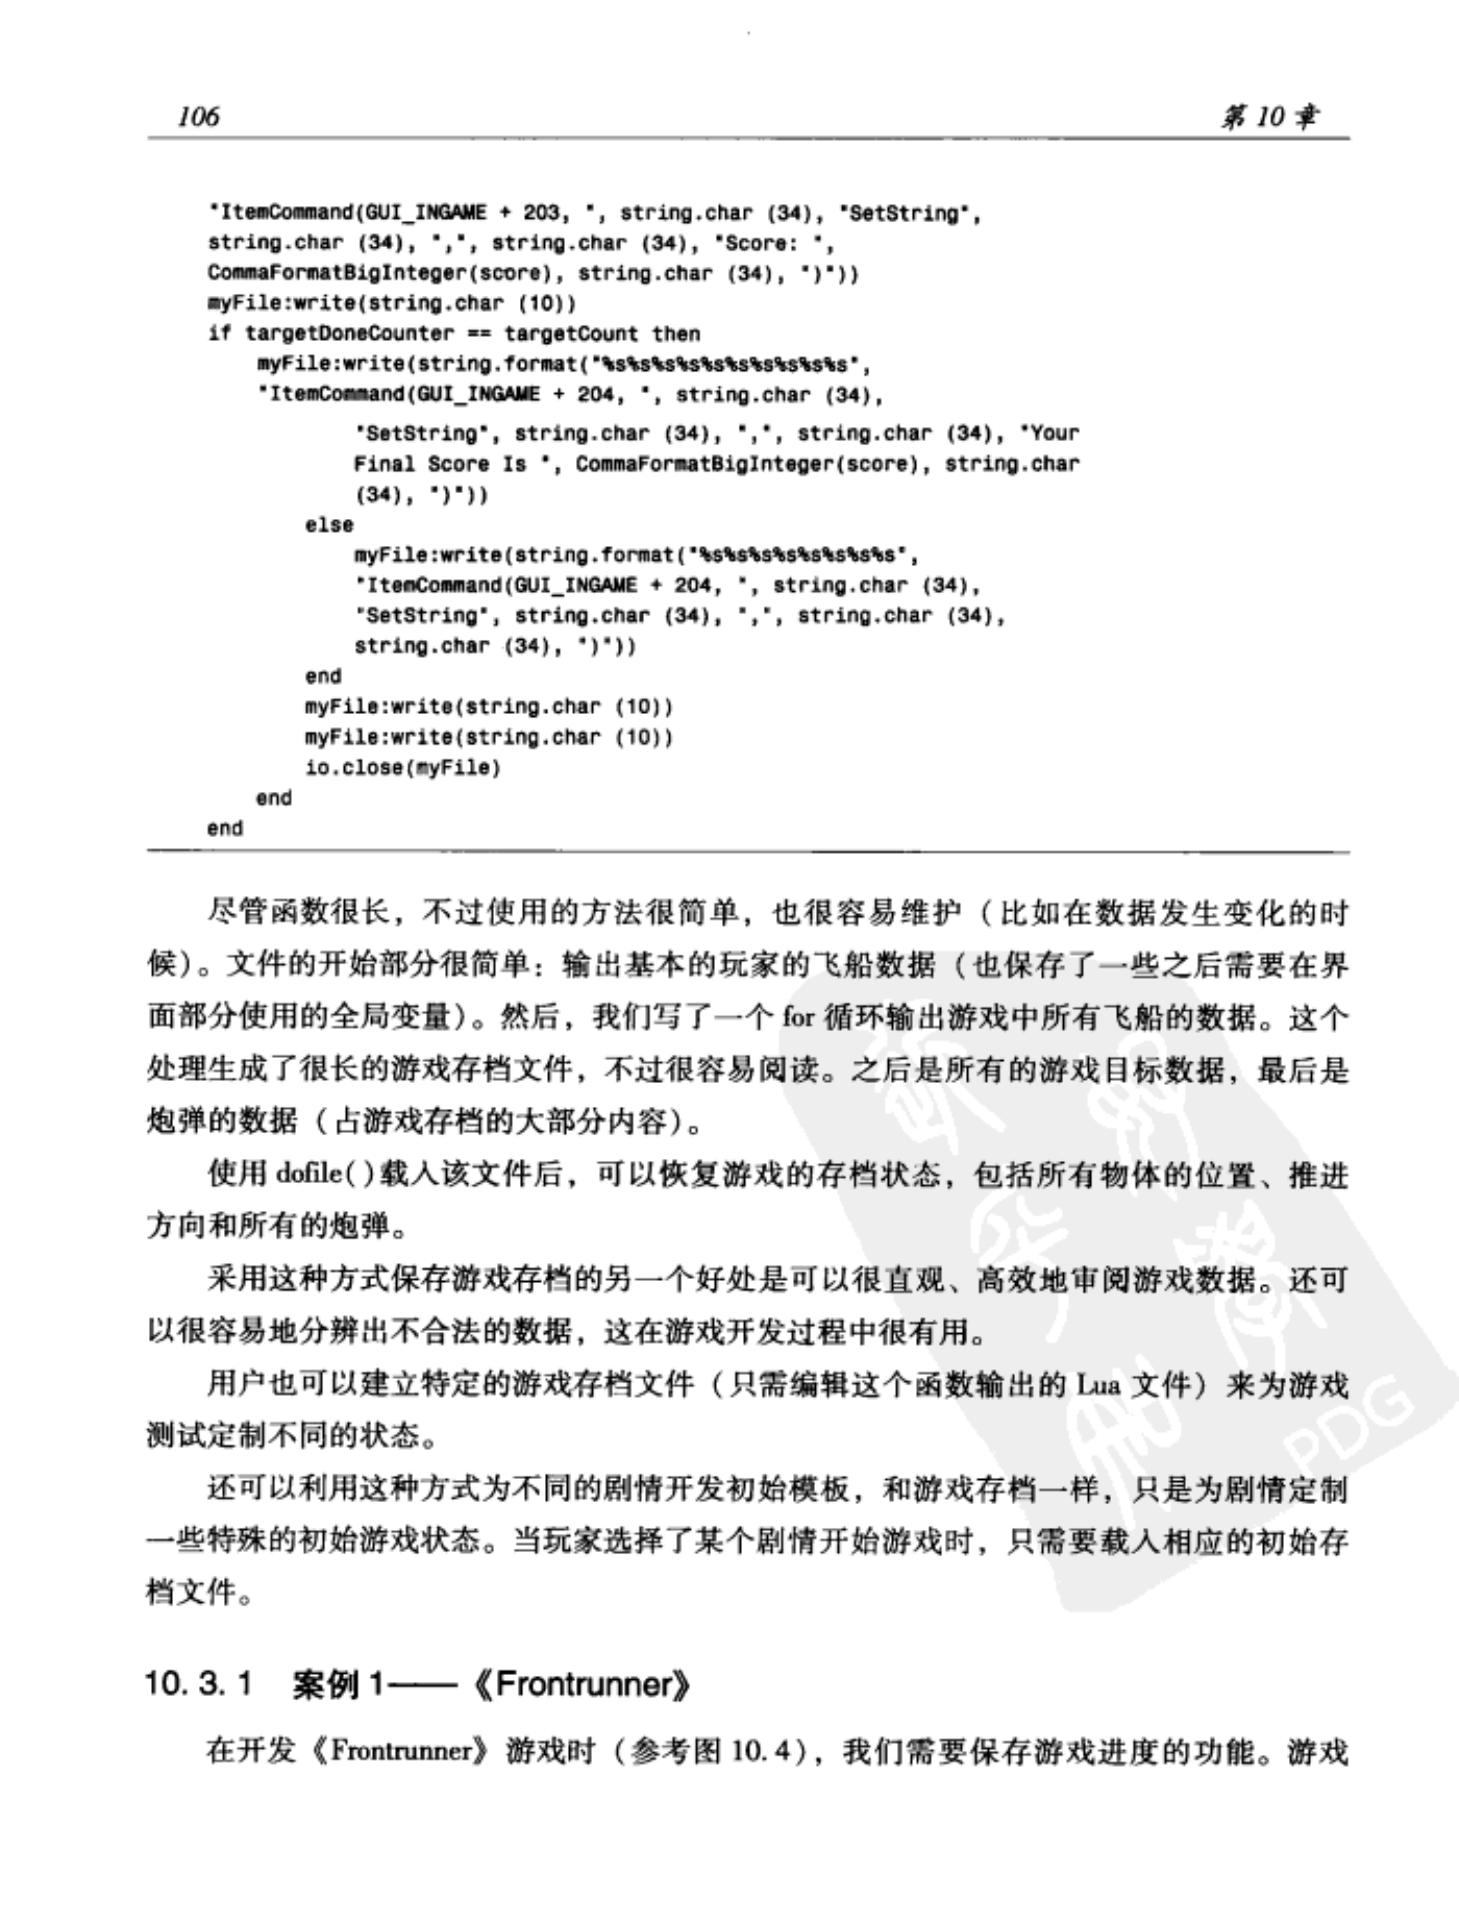 106
第 10 章
"ItemCommand(GUI_INGAME + 203, ", string.char (34), "SetString",
string.char (34), ",", string.char (34), "Score: ",
CommaFormatBigInteger(score), string.char (34), ")"))
myFile:write(string.char (10))
if targetDoneCounter == targetCount then
myFile:write(string.format("%s%s%s%s%s%s%s%s%s%s",
"ItemCommand(GUI_INGAME + 204, ", string.char (34),
"SetString", string.char (34), ",", string.char (34), "Your
Final Score Is ", CommaFormatBigInteger(score), string.char
(34), ")"))
else
myFile:write(string.format("%s%s%s%s%s%s%s%s",
"ItemCommand(GUI_INGAME + 204, ", string.char (34),
"SetString", string.char (34), ",", string.char (34),
string.char (34), ")"))
end
myFile:write(string.char (10))
myFile:write(string.char (10))
io.close(myFile)
end
end
尽管函数很长，不过使用的方法很简单，也很容易维护（比如在数据发生变化的时
候）。文件的开始部分很简单：输出基本的玩家的飞船数据（也保存了一些之后需要在界
面部分使用的全局变量）。然后，我们写了一个 for 循环输出游戏中所有飞船的数据。这个
处理生成了很长的游戏存档文件，不过很容易阅读。之后是所有的游戏目标数据，最后是
炮弹的数据（占游戏存档的大部分内容）。
使用 dofile( )载入该文件后，可以恢复游戏的存档状态，包括所有物体的位置、推进
方向和所有的炮弹。
采用这种方式保存游戏存档的另一个好处是可以很直观、高效地审阅游戏数据。还可
以很容易地分辨出不合法的数据，这在游戏开发过程中很有用。
用户也可以建立特定的游戏存档文件（只需编辑这个函数输出的 Lua 文件）来为游戏
测试定制不同的状态。
还可以利用这种方式为不同的剧情开发初始模板，和游戏存档一样，只是为剧情定制
一些特殊的初始游戏状态。当玩家选择了某个剧情开始游戏时，只需要载入相应的初始存
档文件。
PDG
10. 3. 1 案例 1——《Frontrunner》
在开发《Frontrunner》游戏时（参考图 10. 4），我们需要保存游戏进度的功能。游戏